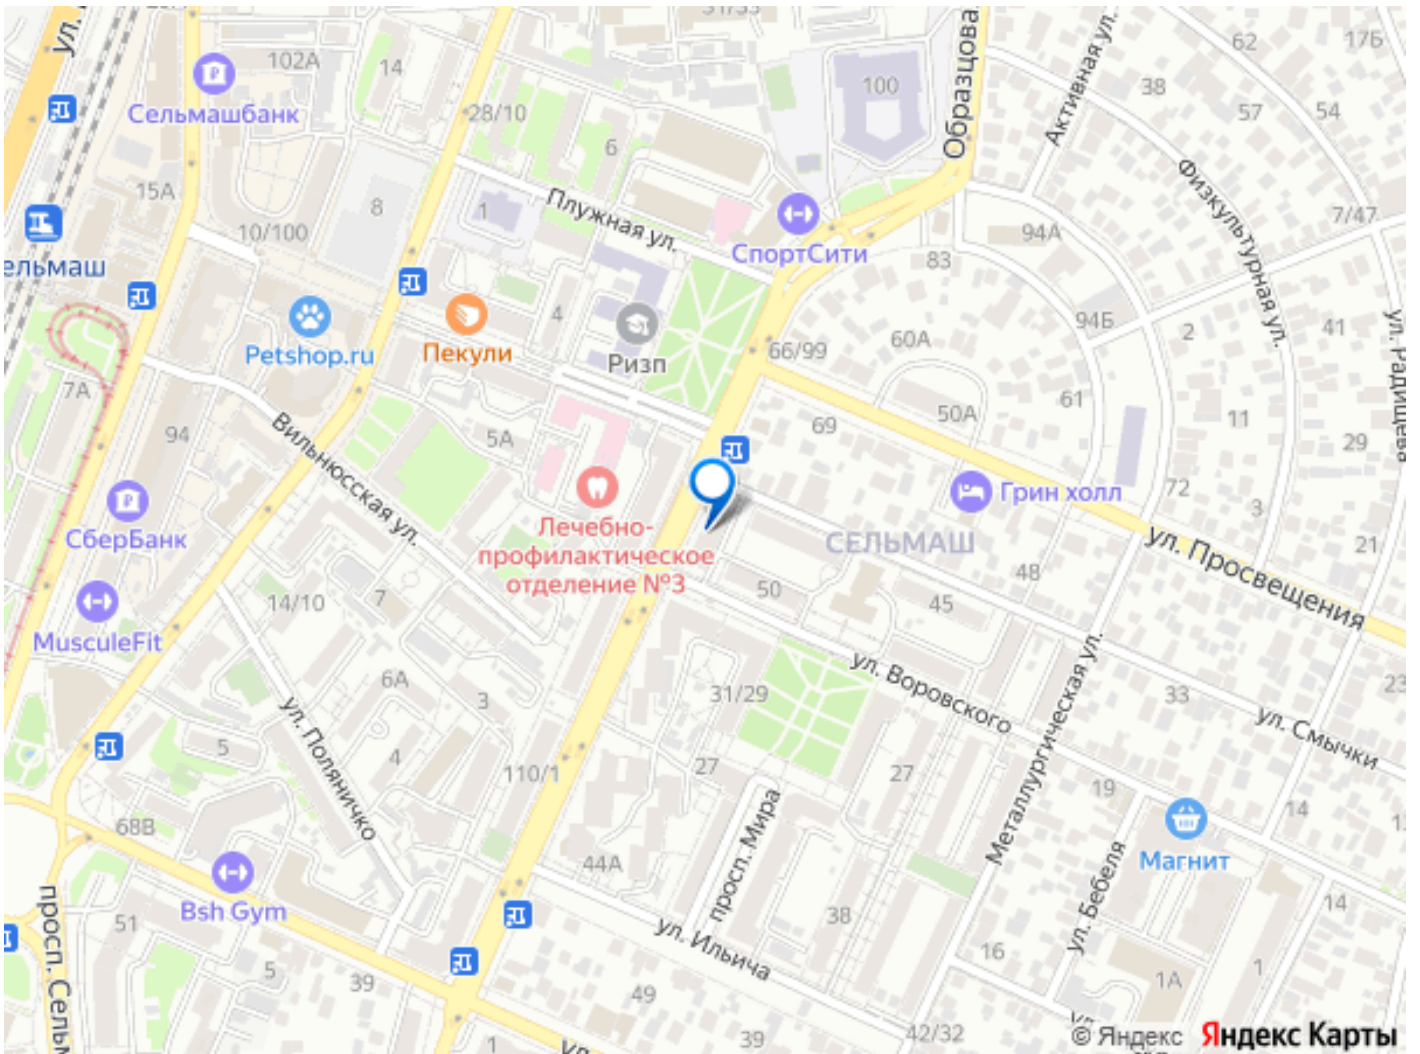 ул.
102А
14
Сельмашбанк
28/10
6
100
Образцова
Активная ул.
62
17Б
38
57
54
15А
8
1
Плужная ул.
СпортСити
Физкультурная ул.
7/47
10/100
94А
83
ельмаш
Petshop.ru
Пекули
4
Ризп
66/99
60А
94Б
2
41
ул. Радищева
7А
94
Вильнюсская ул.
5А
69
50А
61
11
29
СберБанк
Лечебно-
профилактическое
отделение №3
Грин холл
72
3
СЕЛЬМАШ
ул. Просвещения
21
48
MusculeFit
14/10
7
50
45
6А
3
31/29
ул. Воровского
Металлургическая ул.
33
ул. Смычки
23
ул. Поляничко
5
4
110/1
27
27
19
14
68В
44А
просп. Мира
Магнит
Bsh Gym
просп. Сельм
51
38
ул. Бебеля
14
ул. Ильича
5
39
16
1А
1
49
39
42/32
1
ул.
© Яндекс Яндекс Карты